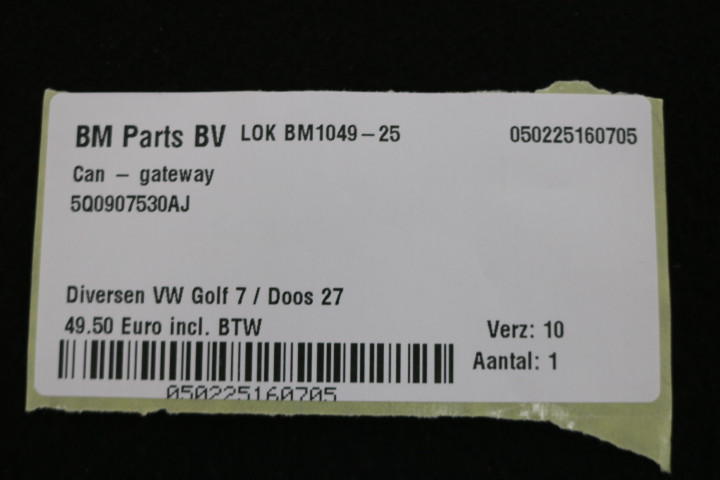 BM Parts BV LOK BM1049-25 050225160705
Can - gateway
5Q0907530AJ
Diversen VW Golf 7 / Doos 27
49.50 Euro incl. BTW Verz: 10
Aantal: 1
050225160705